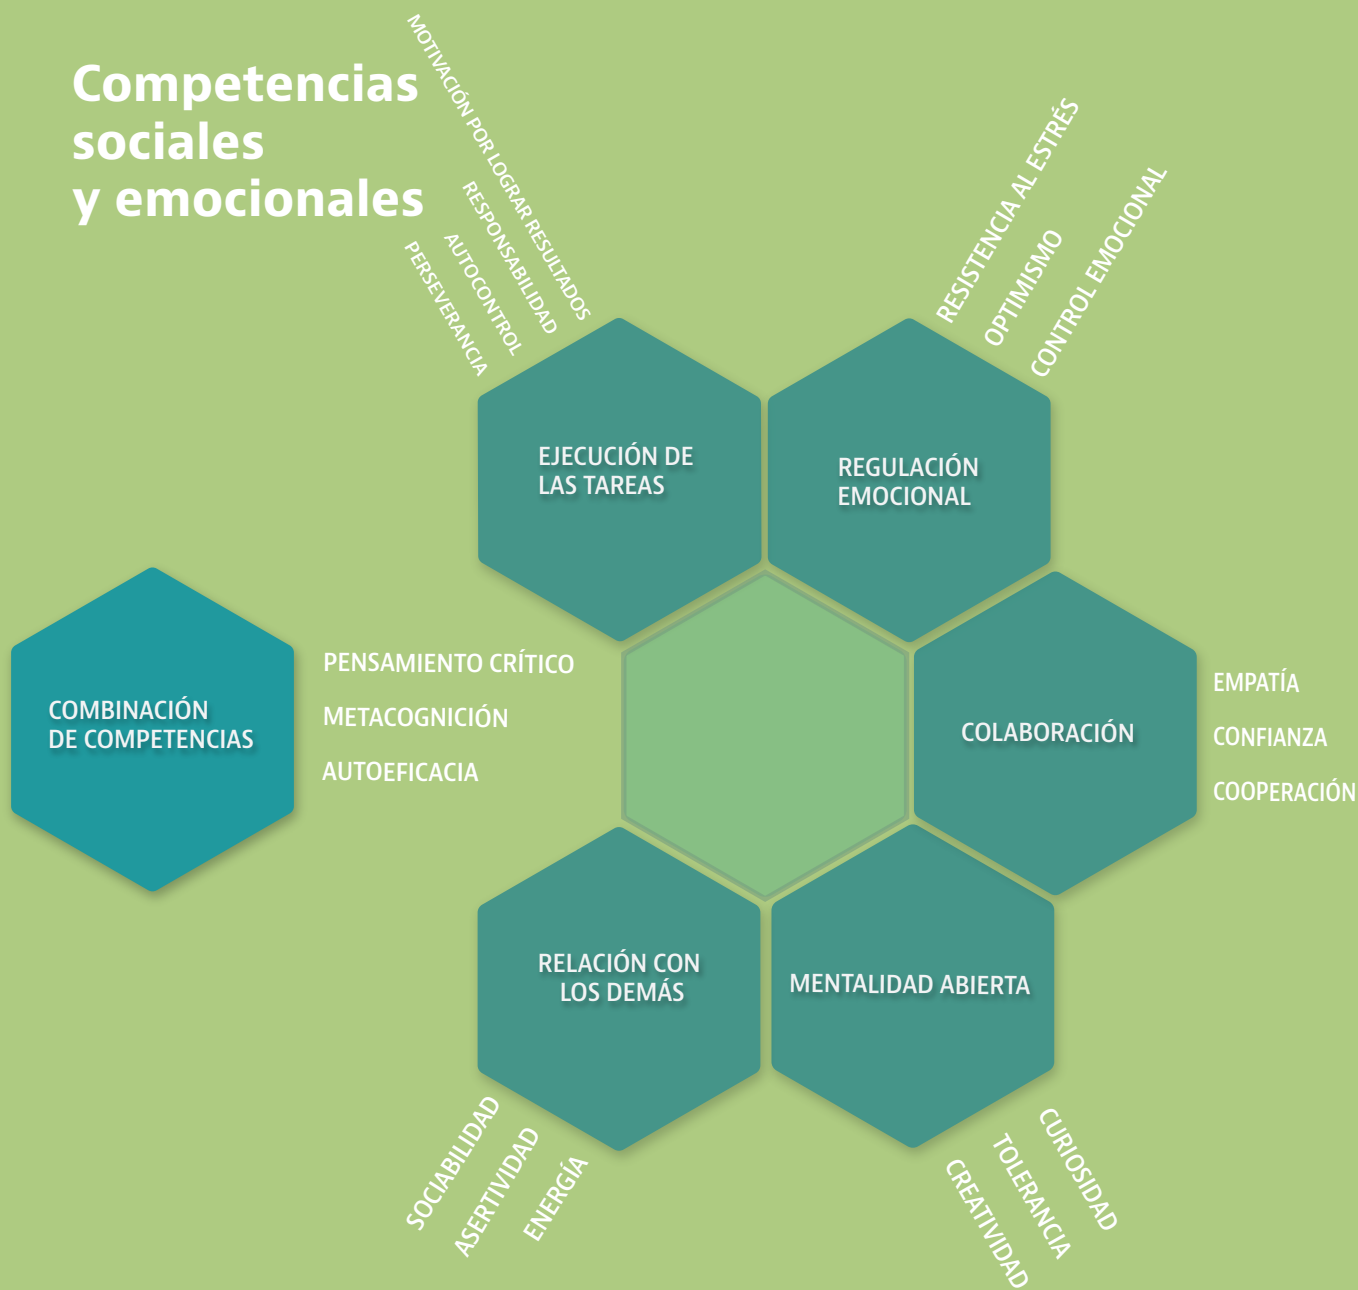 Competencias
sociales
y emocionales
MOTIVACIÓN POR LOGRAR RESULTADOS
RESPONSABILIDAD
AUTOCONTROL
PERSEVERANCIA
EJECUCIÓN DE
LAS TAREAS
RESISTENCIA AL ESTRÉS
OPTIMISMO
CONTROL EMOCIONAL
REGULACIÓN
EMOCIONAL
COMBINACIÓN
DE COMPETENCIAS
PENSAMIENTO CRÍTICO
METACOGNICIÓN
AUTOEFICACIA
COLABORACIÓN
EMPATÍA
CONFIANZA
COOPERACIÓN
RELACIÓN CON
LOS DEMÁS
SOCIABILIDAD
ASERTIVIDAD
ENERGÍA
MENTALIDAD ABIERTA
CURIOSIDAD
TOLERANCIA
CREATIVIDAD